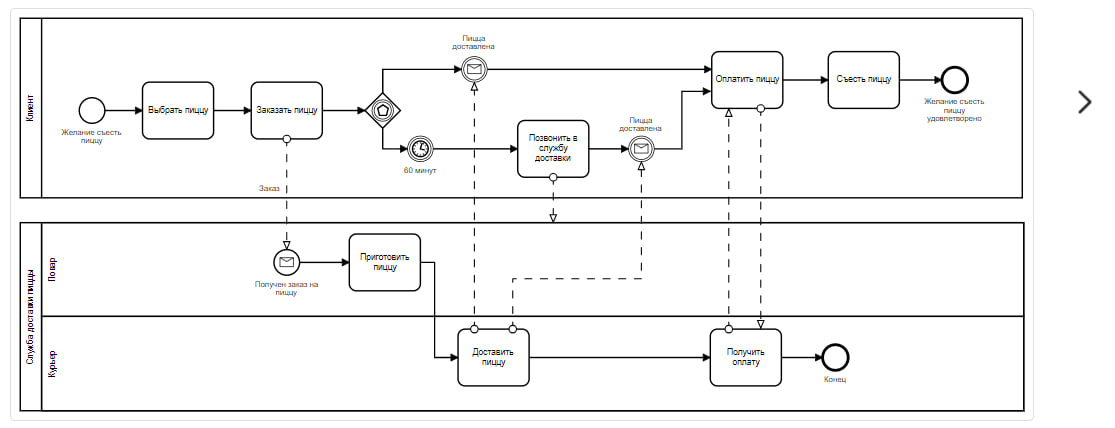 Клиент
Желание съесть
пиццу
Выбрать пиццу
Заказать пиццу
Заказ
Пицца
доставлена
60 минут
Позвонить в
службу
доставки
Пицца
доставлена
Оплатить пиццу
Съесть пиццу
Желание съесть
пиццу
удовлетворено
Служба доставки пиццы
Повар
Получен заказ на
пиццу
Приготовить
пиццу
Курьер
Доставить
пиццу
Получить
оплату
Конец